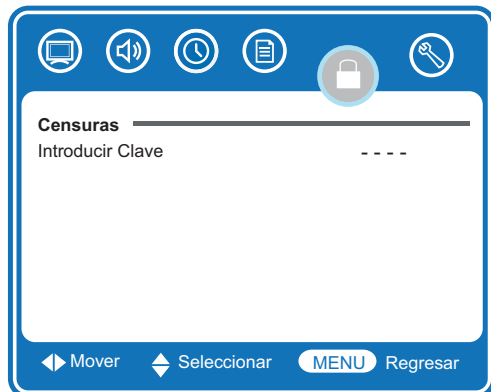 Censuras
Introducir Clave - - - -
Mover Seleccionar MENU Regresar